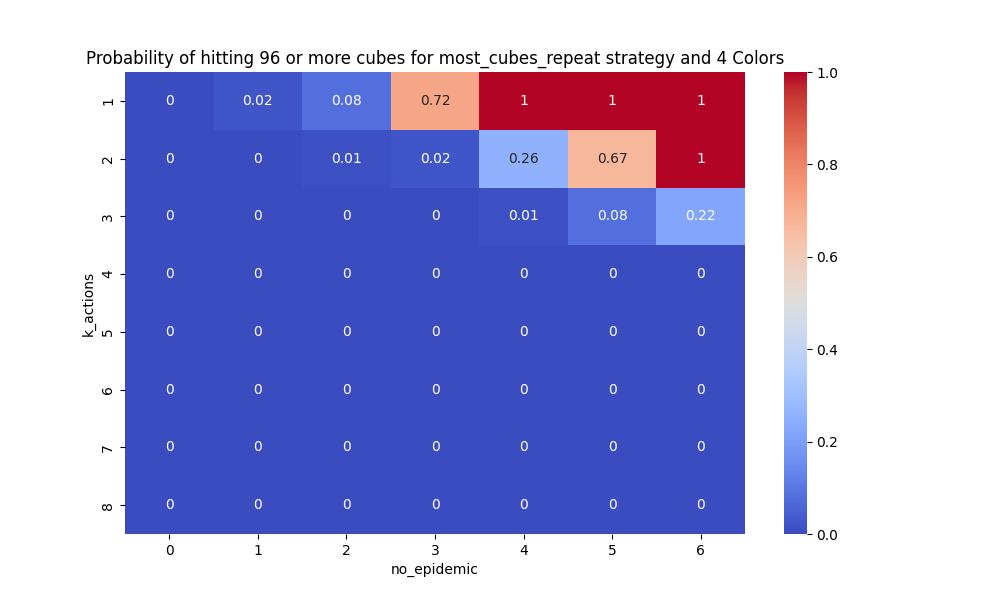 Probability of hitting 96 or more cubes for most_cubes_repeat strategy and 4 Colors
1 0 0.02 0.08 0.72 1 1 1
2 0 0 0.01 0.02 0.26 0.67 1
3 0 0 0 0 0.01 0.08 0.22
4 0 0 0 0 0 0 0
5 0 0 0 0 0 0 0
6 0 0 0 0 0 0 0
7 0 0 0 0 0 0 0
8 0 0 0 0 0 0 0
k_actions
0 1 2 3 4 5 6
no_epidemic
1.0
0.8
0.6
0.4
0.2
0.0